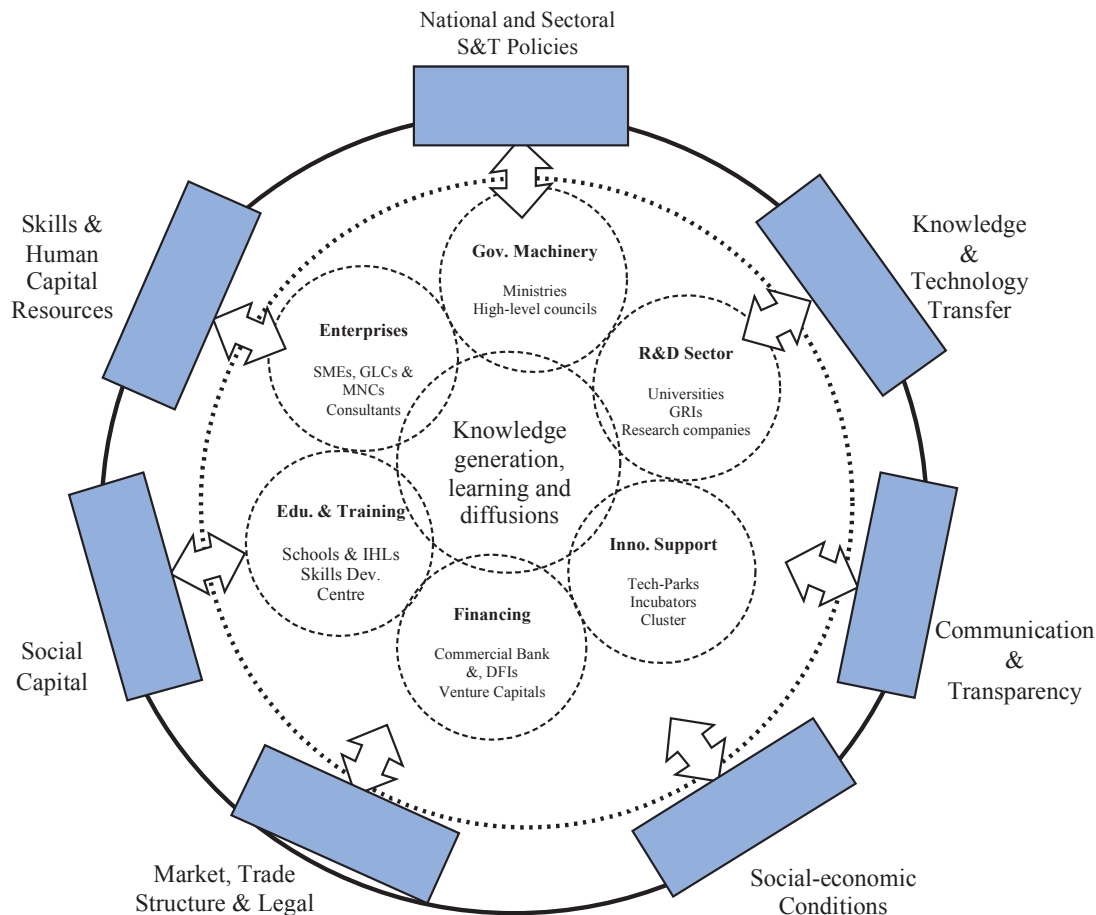 National and Sectoral
S&T Policies
Skills &
Human
Capital
Resources
Knowledge
&
Technology
Transfer
Gov. Machinery
Ministries
High-level councils
Enterprises
SMEs, GLCs &
MNCs
Consultants
R&D Sector
Universities
GRIs
Research companies
Knowledge
generation,
learning and
diffusions
Edu. & Training
Schools & IHLs
Skills Dev.
Centre
Inno. Support
Tech-Parks
Incubators
Cluster
Financing
Commercial Bank
&, DFIs
Venture Capitals
Social
Capital
Communication
&
Transparency
Market, Trade
Structure & Legal
Social-economic
Conditions